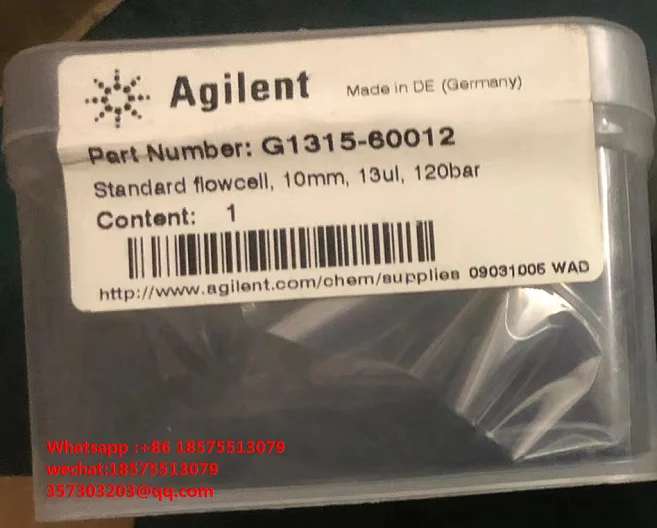 Agilent Made in DE (Germany)
Part Number: G1315-60012
Standard flowcell, 10mm, 13ul, 120bar
Content: 1
http://www.agilent.com/chem/supplies 09031005 WAD
Whatsapp :+86 18575513079
wechat:18575513079
357303203@qq.com